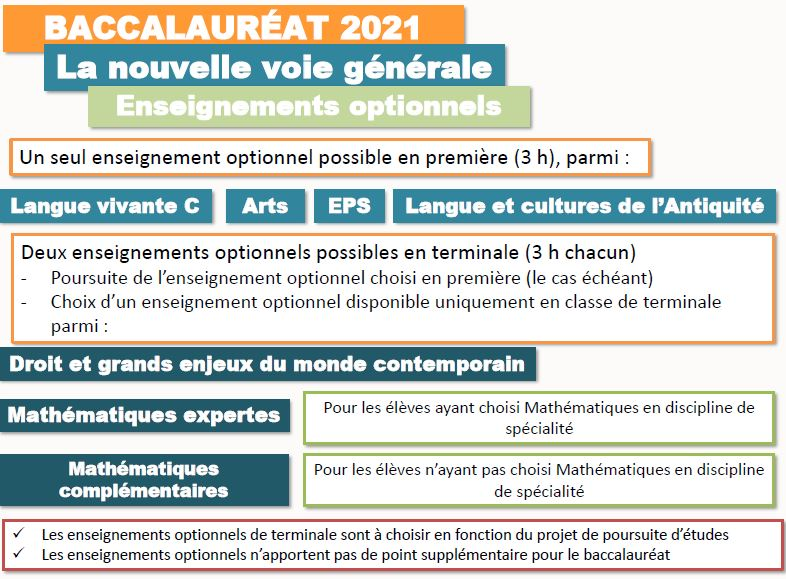 BACCALAURÉAT 2021
La nouvelle voie générale
Enseignements optionnels
Un seul enseignement optionnel possible en première (3 h), parmi :
Langue vivante C Arts EPS Langue et cultures de l'Antiquité
Deux enseignements optionnels possibles en terminale (3 h chacun)
- Poursuite de l'enseignement optionnel choisi en première (le cas échéant)
- Choix d'un enseignement optionnel disponible uniquement en classe de terminale
parmi :
Droit et grands enjeux du monde contemporain
Mathématiques expertes
Pour les élèves ayant choisi Mathématiques en discipline de
spécialité
Mathématiques
complémentaires
Pour les élèves n'ayant pas choisi Mathématiques en discipline
de spécialité
✓ Les enseignements optionnels de terminale sont à choisir en fonction du projet de poursuite d'études
✓ Les enseignements optionnels n'apportent pas de point supplémentaire pour le baccalauréat